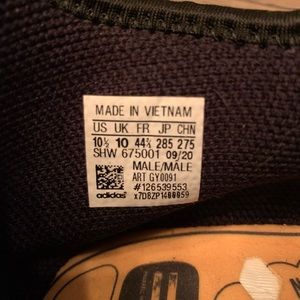 MADE IN VIETNAM
US UK FR JP CHN
10½ 10 44⅔ 285 275
SHW 675001 09/20
MALE/MALE
ART GY0091
#126539553
adidas